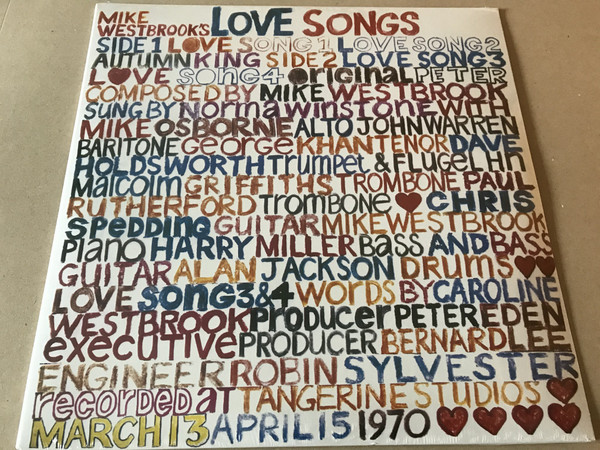 MIKE WESTBROOK'S LOVE SONGS
SIDE 1 LOVE SONG 1 LOVE SONG 2
AUTUMN KING SIDE 2 LOVE SONG 3
L♥VE SONG 4 ORIGINAL PETER
COMPOSED BY MIKE WESTBROOK
SUNG BY NORMA WINSTONE WITH
MIKE OSBORNE ALTO JOHN WARREN
BARITONE GEORGE KHAN TENOR DAVE
HOLDSWORTH TRUMPET & FLUGEL HN
MALCOLM GRIFFITHS TROMBONE PAUL
RUTHERFORD TROMBONE ♥ CHRIS
SPEDDING GUITAR MIKE WESTBROOK
PIANO HARRY MILLER BASS AND BASS
GUITAR ALAN JACKSON DRUMS ♥♥
LOVE SONG 3 & 4 WORDS BY CAROLINE
WESTBROOK PRODUCER PETER EDEN
EXECUTIVE PRODUCER BERNARD LEE
ENGINEER ROBIN SYLVESTER
RECORDED AT TANGERINE STUDIOS ♥
MARCH 13 APRIL 15 1970 ♥♥♥♥